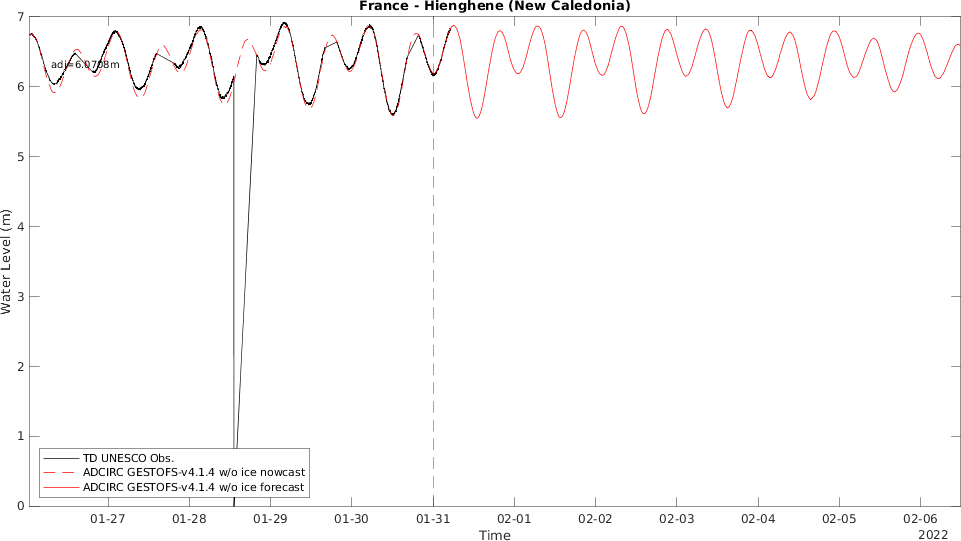 France - Hienghene (New Caledonia)
7
6
5
4
3
2
1
0
Water Level (m)
adj=6.0708m
TD UNESCO Obs.
ADCIRC GESTOFS-v4.1.4 w/o ice nowcast
ADCIRC GESTOFS-v4.1.4 w/o ice forecast
01-27 01-28 01-29 01-30 01-31 02-01 02-02 02-03 02-04 02-05 02-06
Time
2022